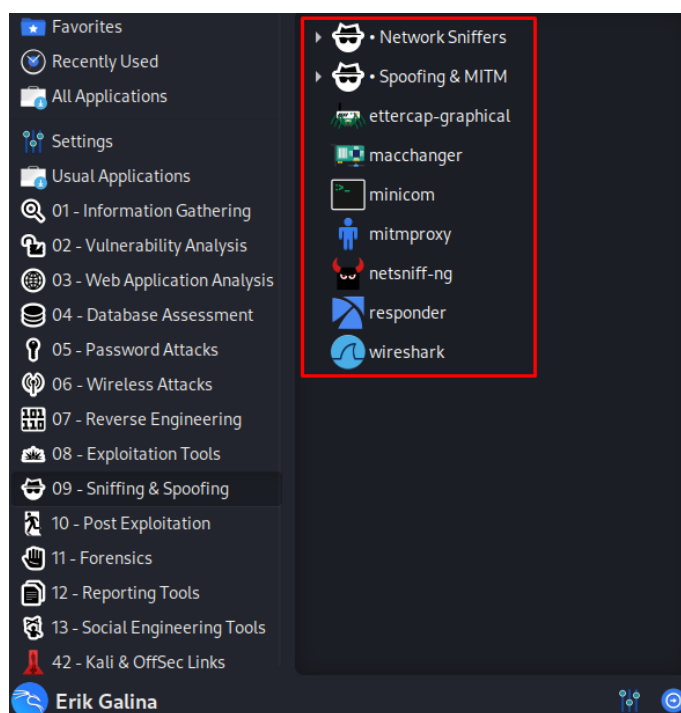 Favorites
Recently Used
All Applications
Settings
Usual Applications
01 - Information Gathering
02 - Vulnerability Analysis
03 - Web Application Analysis
04 - Database Assessment
05 - Password Attacks
06 - Wireless Attacks
07 - Reverse Engineering
08 - Exploitation Tools
09 - Sniffing & Spoofing
10 - Post Exploitation
11 - Forensics
12 - Reporting Tools
13 - Social Engineering Tools
42 - Kali & OffSec Links
Erik Galina
• Network Sniffers
• Spoofing & MITM
ettercap-graphical
macchanger
minicom
mitmproxy
netsniff-ng
responder
wireshark